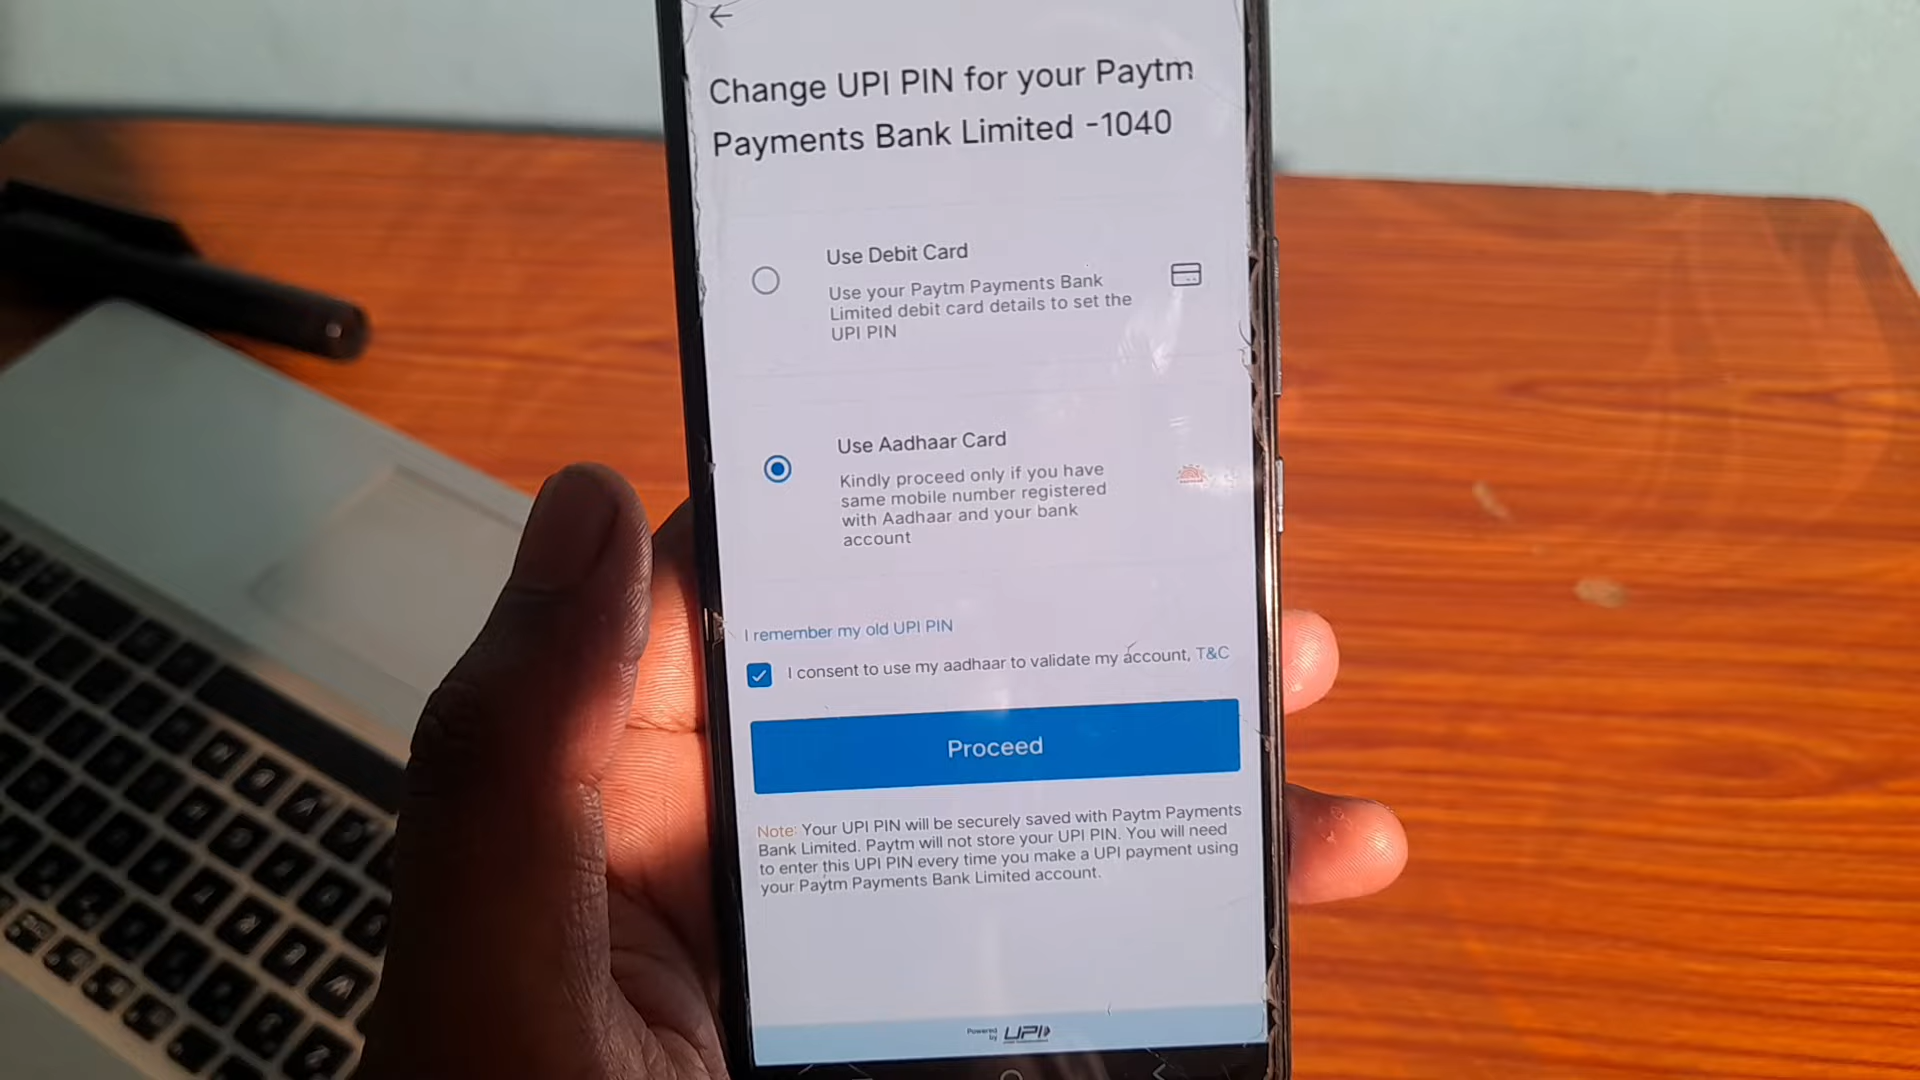 Change UPI PIN for your Paytm
Payments Bank Limited -1040
Use Debit Card
Use your Paytm Payments Bank
Limited debit card details to set the
UPI PIN
Use Aadhaar Card
Kindly proceed only if you have
same mobile number registered
with Aadhaar and your bank
account
I remember my old UPI PIN
I consent to use my aadhaar to validate my account, T&C
Proceed
Note: Your UPI PIN will be securely saved with Paytm Payments
Bank Limited. Paytm will not store your UPI PIN. You will need
to enter this UPI PIN every time you make a UPI payment using
your Paytm Payments Bank Limited account.
Powered
by UPI